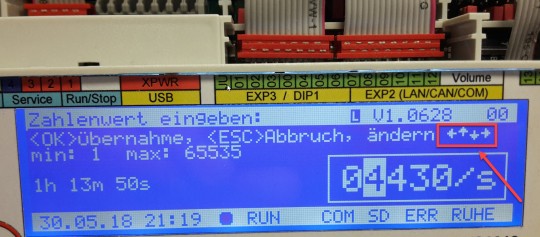 4 3 2 1 XPWR Volume
Service Run/Stop USB EXP3 / DIP1 EXP2 (LAN/CAN/COM)
Zahlenwert eingeben: L V1.0628 00
<OK>übernahme, <ESC>Abbruch, ändern ←↑↓→
min: 1 max: 65535
04430/s
1h 13m 50s
30.05.18 21:19 RUN COM SD ERR RUHE